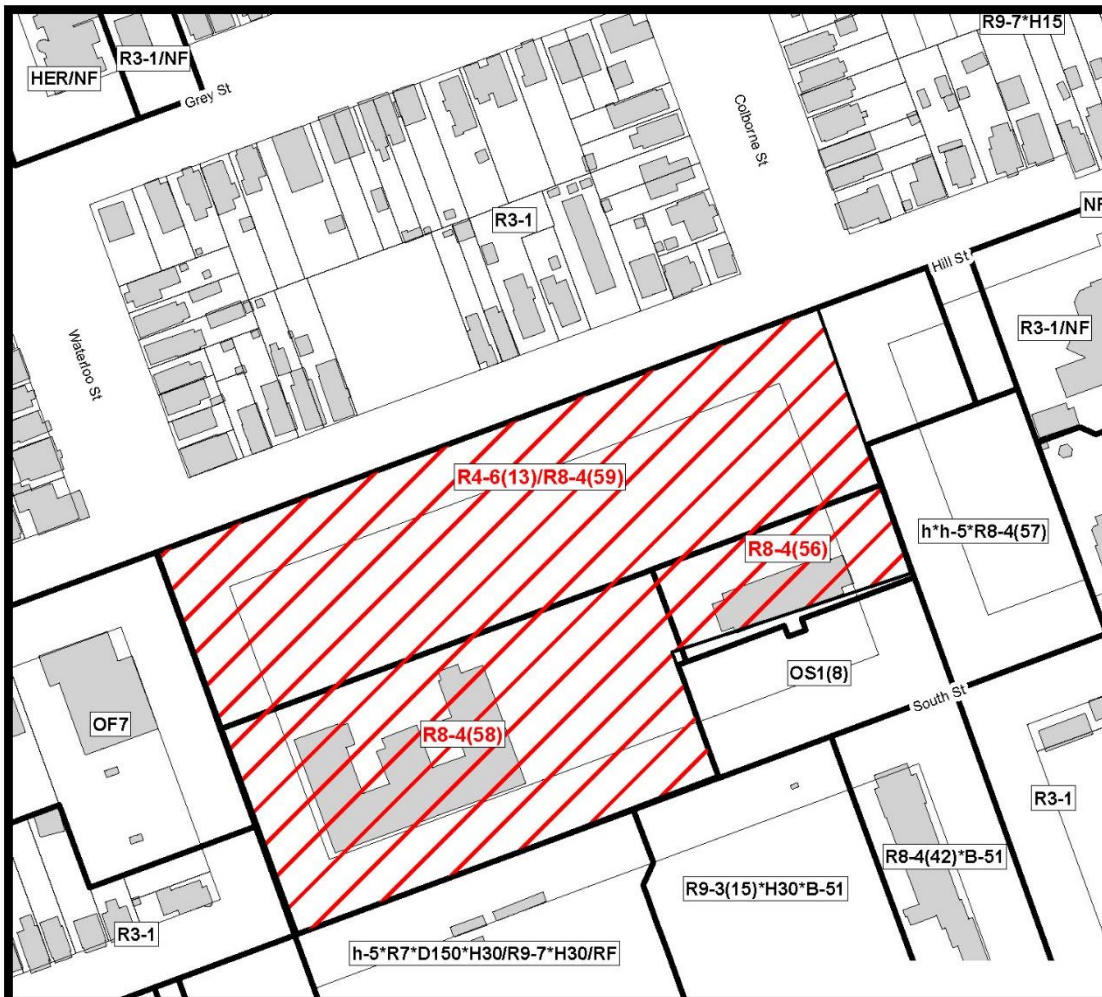 R9-7*H15
R3-1/NF
HER/NF
Grey St
Colborne St
R3-1
NF
Hill St
R3-1/NF
Waterloo St
R4-6(13)/R8-4(59)
h*h-5*R8-4(57)
R8-4(56)
OS1(8)
South St
OF7
R8-4(58)
R3-1
R8-4(42)*B-51
R9-3(15)*H30*B-51
R3-1
h-5*R7*D150*H30/R9-7*H30/RF